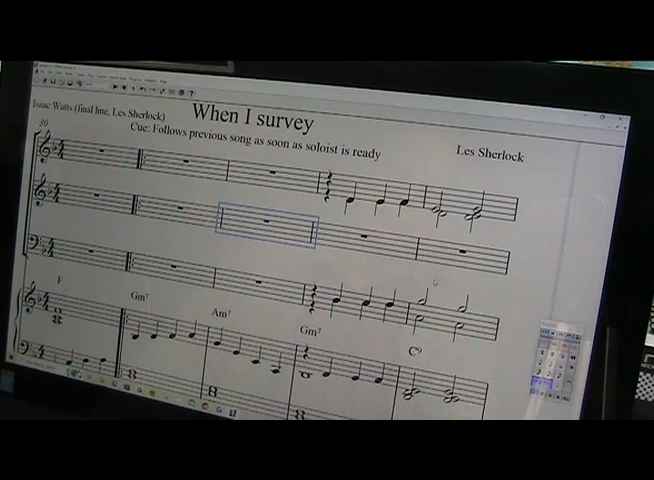 When I survey
Isaac Watts (final line, Les Sherlock)
Cue: Follows previous song as soon as soloist is ready
Les Sherlock
30
F
Gm7
Am7
Gm7
C9